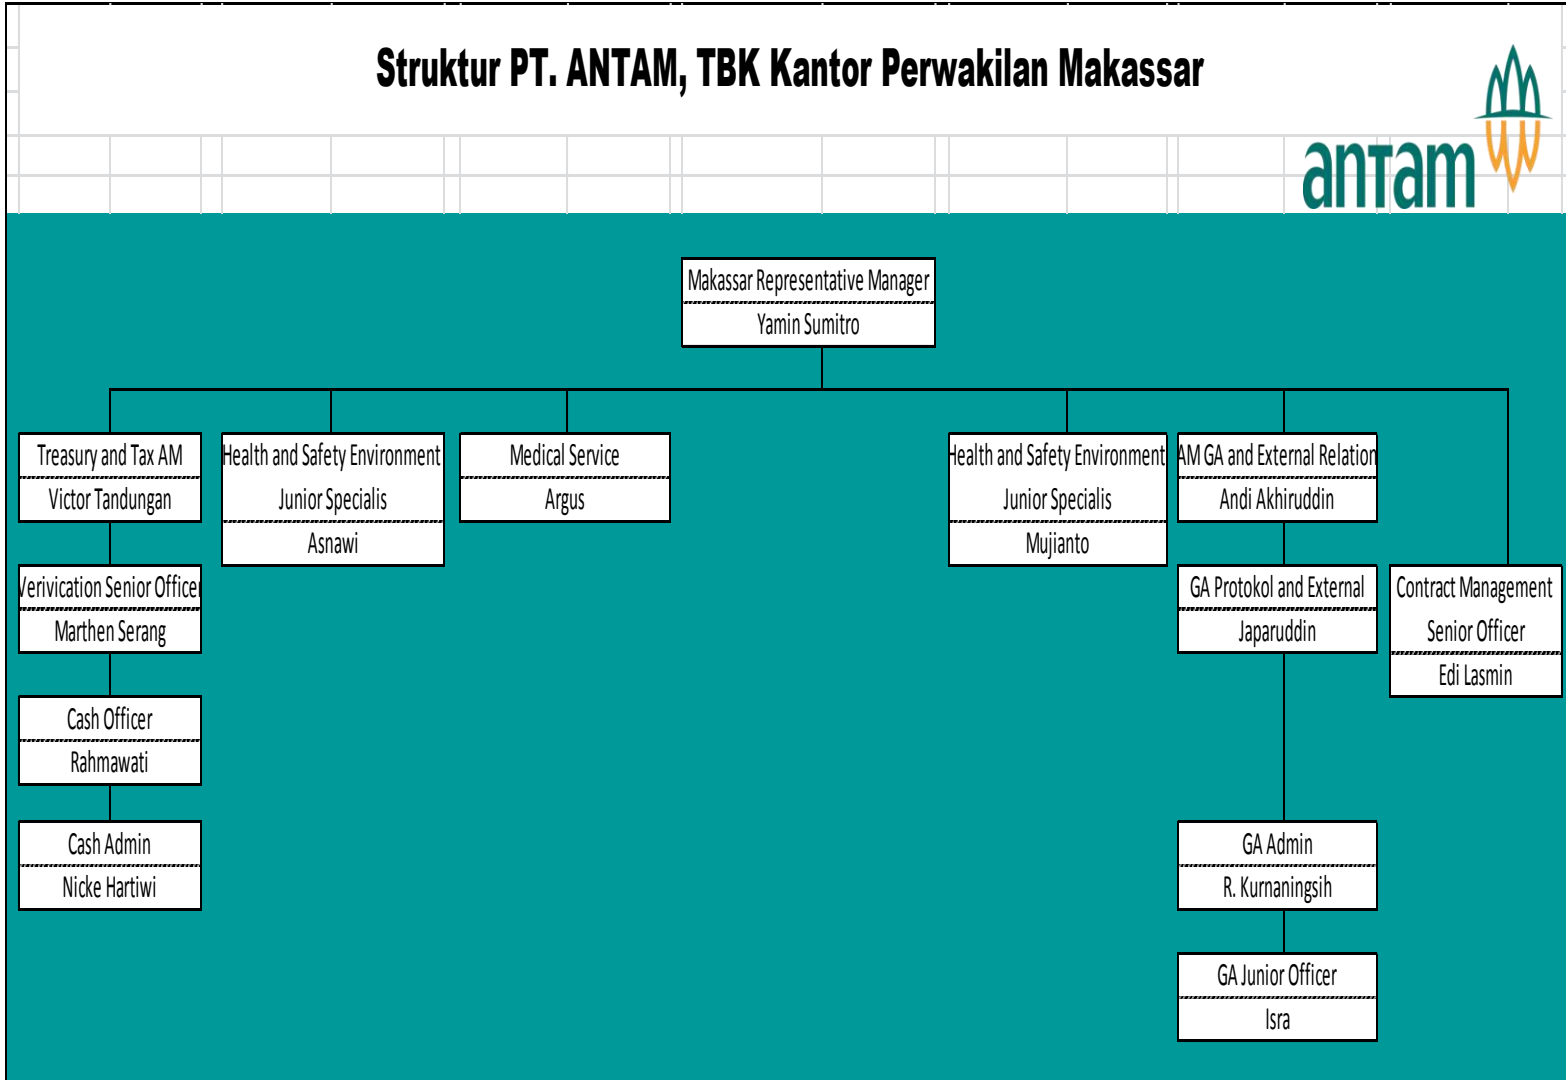 Struktur PT. ANTAM, TBK Kantor Perwakilan Makassar
antam
Makassar Representative Manager
Yamin Sumitro
Treasury and Tax AM
Victor Tandungan
Health and Safety Environment
Junior Specialis
Asnawi
Medical Service
Argus
Health and Safety Environment
Junior Specialis
Mujianto
AM GA and External Relation
Andi Akhiruddin
Verivication Senior Officer
Marthen Serang
GA Protokol and External
Japaruddin
Contract Management
Senior Officer
Edi Lasmin
Cash Officer
Rahmawati
Cash Admin
Nicke Hartiwi
GA Admin
R. Kurnaningsih
GA Junior Officer
Isra